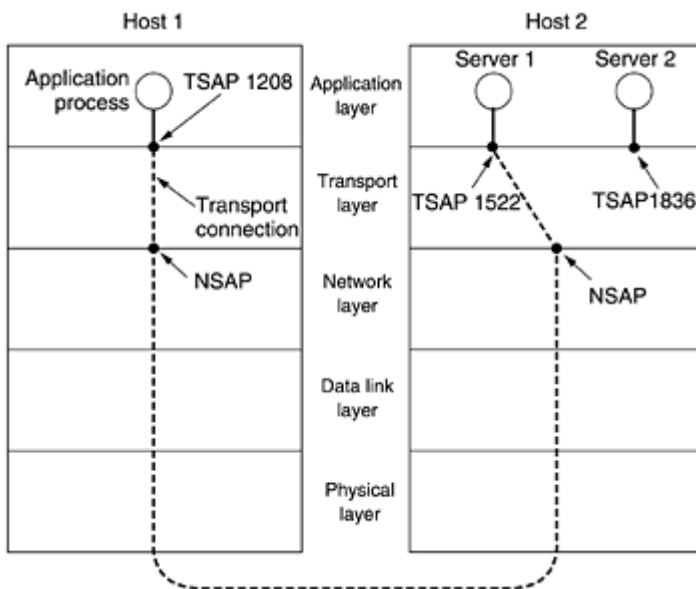 Host 1
Host 2
Application
process
TSAP 1208
Application
layer
Server 1
Server 2
Transport
connection
Transport
layer
TSAP 1522
TSAP1836
NSAP
Network
layer
NSAP
Data link
layer
Physical
layer